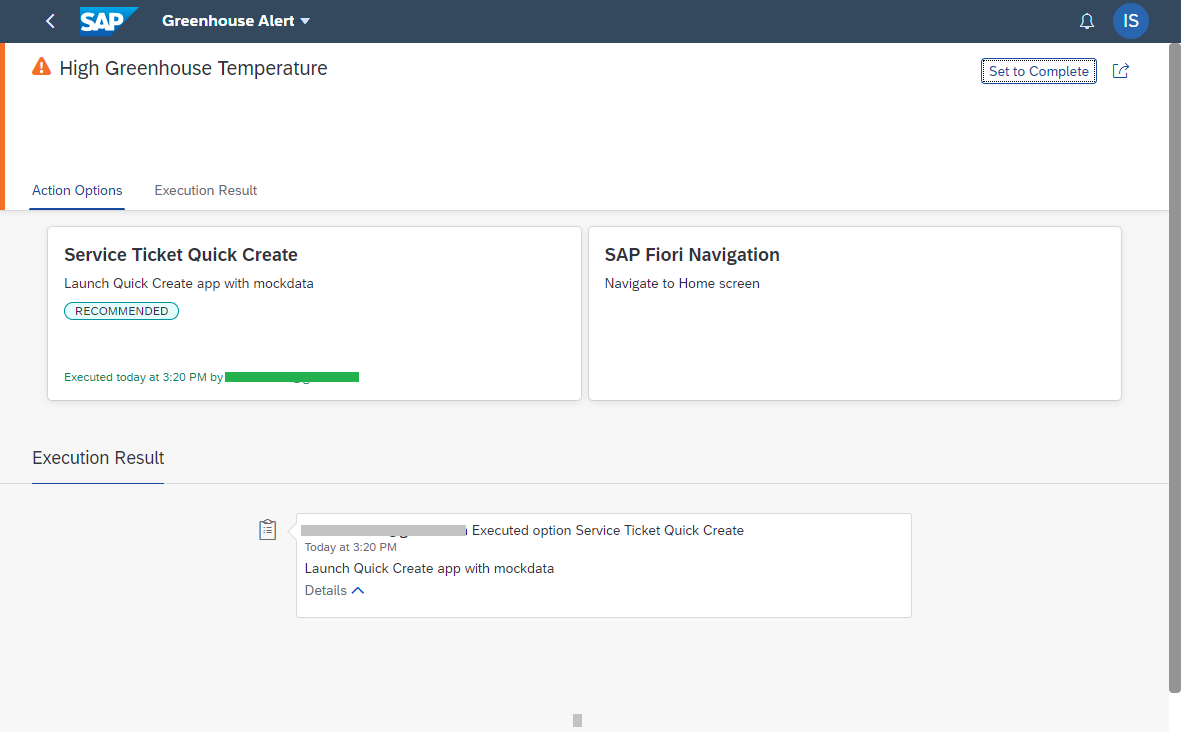 SAP Greenhouse Alert IS
High Greenhouse Temperature
Set to Complete
Action Options Execution Result
Service Ticket Quick Create
Launch Quick Create app with mockdata
RECOMMENDED
Executed today at 3:20 PM by
SAP Fiori Navigation
Navigate to Home screen
Execution Result
Executed option Service Ticket Quick Create
Today at 3:20 PM
Launch Quick Create app with mockdata
Details